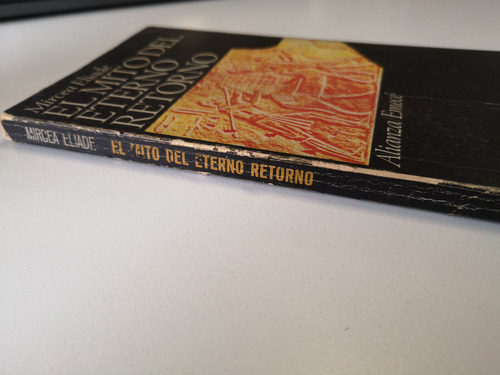 Mircea Eliade
EL MITO DEL
ETERNO
RETORNO
Alianza Emecé
MIRCEA ELIADE EL MITO DEL ETERNO RETORNO